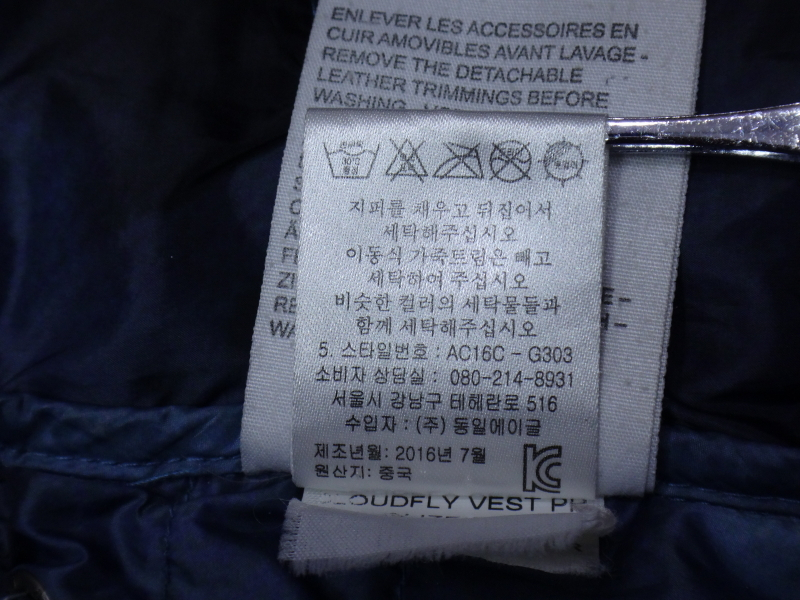 ENLEVER LES ACCESSOIRES EN
CUIR AMOVIBLES AVANT LAVAGE -
REMOVE THE DETACHABLE
LEATHER TRIMMINGS BEFORE
WASHING
지퍼를 채우고 뒤집어서
세탁해주십시오
이동식 가죽트림은 빼고
세탁하여 주십시오
비슷한 컬러의 세탁물들과
함께 세탁해주십시오
5. 스타일번호 : AC16C - G303
소비자 상담실 : 080-214-8931
서울시 강남구 테헤란로 516
수입자 : (주) 동일에이글
제조년월: 2016년 7월
원산지: 중국
CLOUDFLY VEST PR